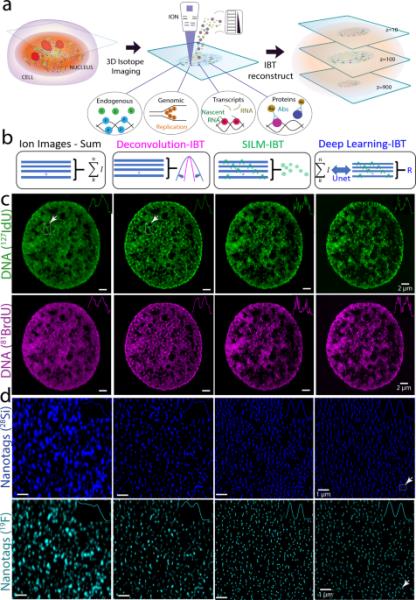 a
ION
CELL
NUCLEUS
3D Isotope
Imaging
IBT
reconstruct
z=10
z=100
z=900
Endogenous
Genomic
Replication
Transcripts
Nascent
RNA
RNA
Proteins
Abs
b
Ion Images - Sum
Deconvolution-IBT
SILM-IBT
Deep Learning-IBT
Unet
R
c
DNA (¹²⁷IdU)
2 µm
DNA (⁸¹BrdU)
2 µm
d
Nanotags (²⁸Si)
1 µm
Nanotags (¹⁹F)
1 µm